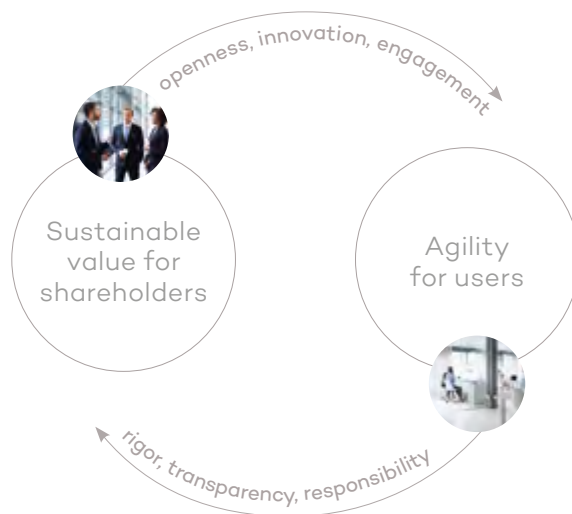 openness, innovation, engagement
Sustainable
value for
shareholders
Agility
for users
rigor, transparency, responsibility